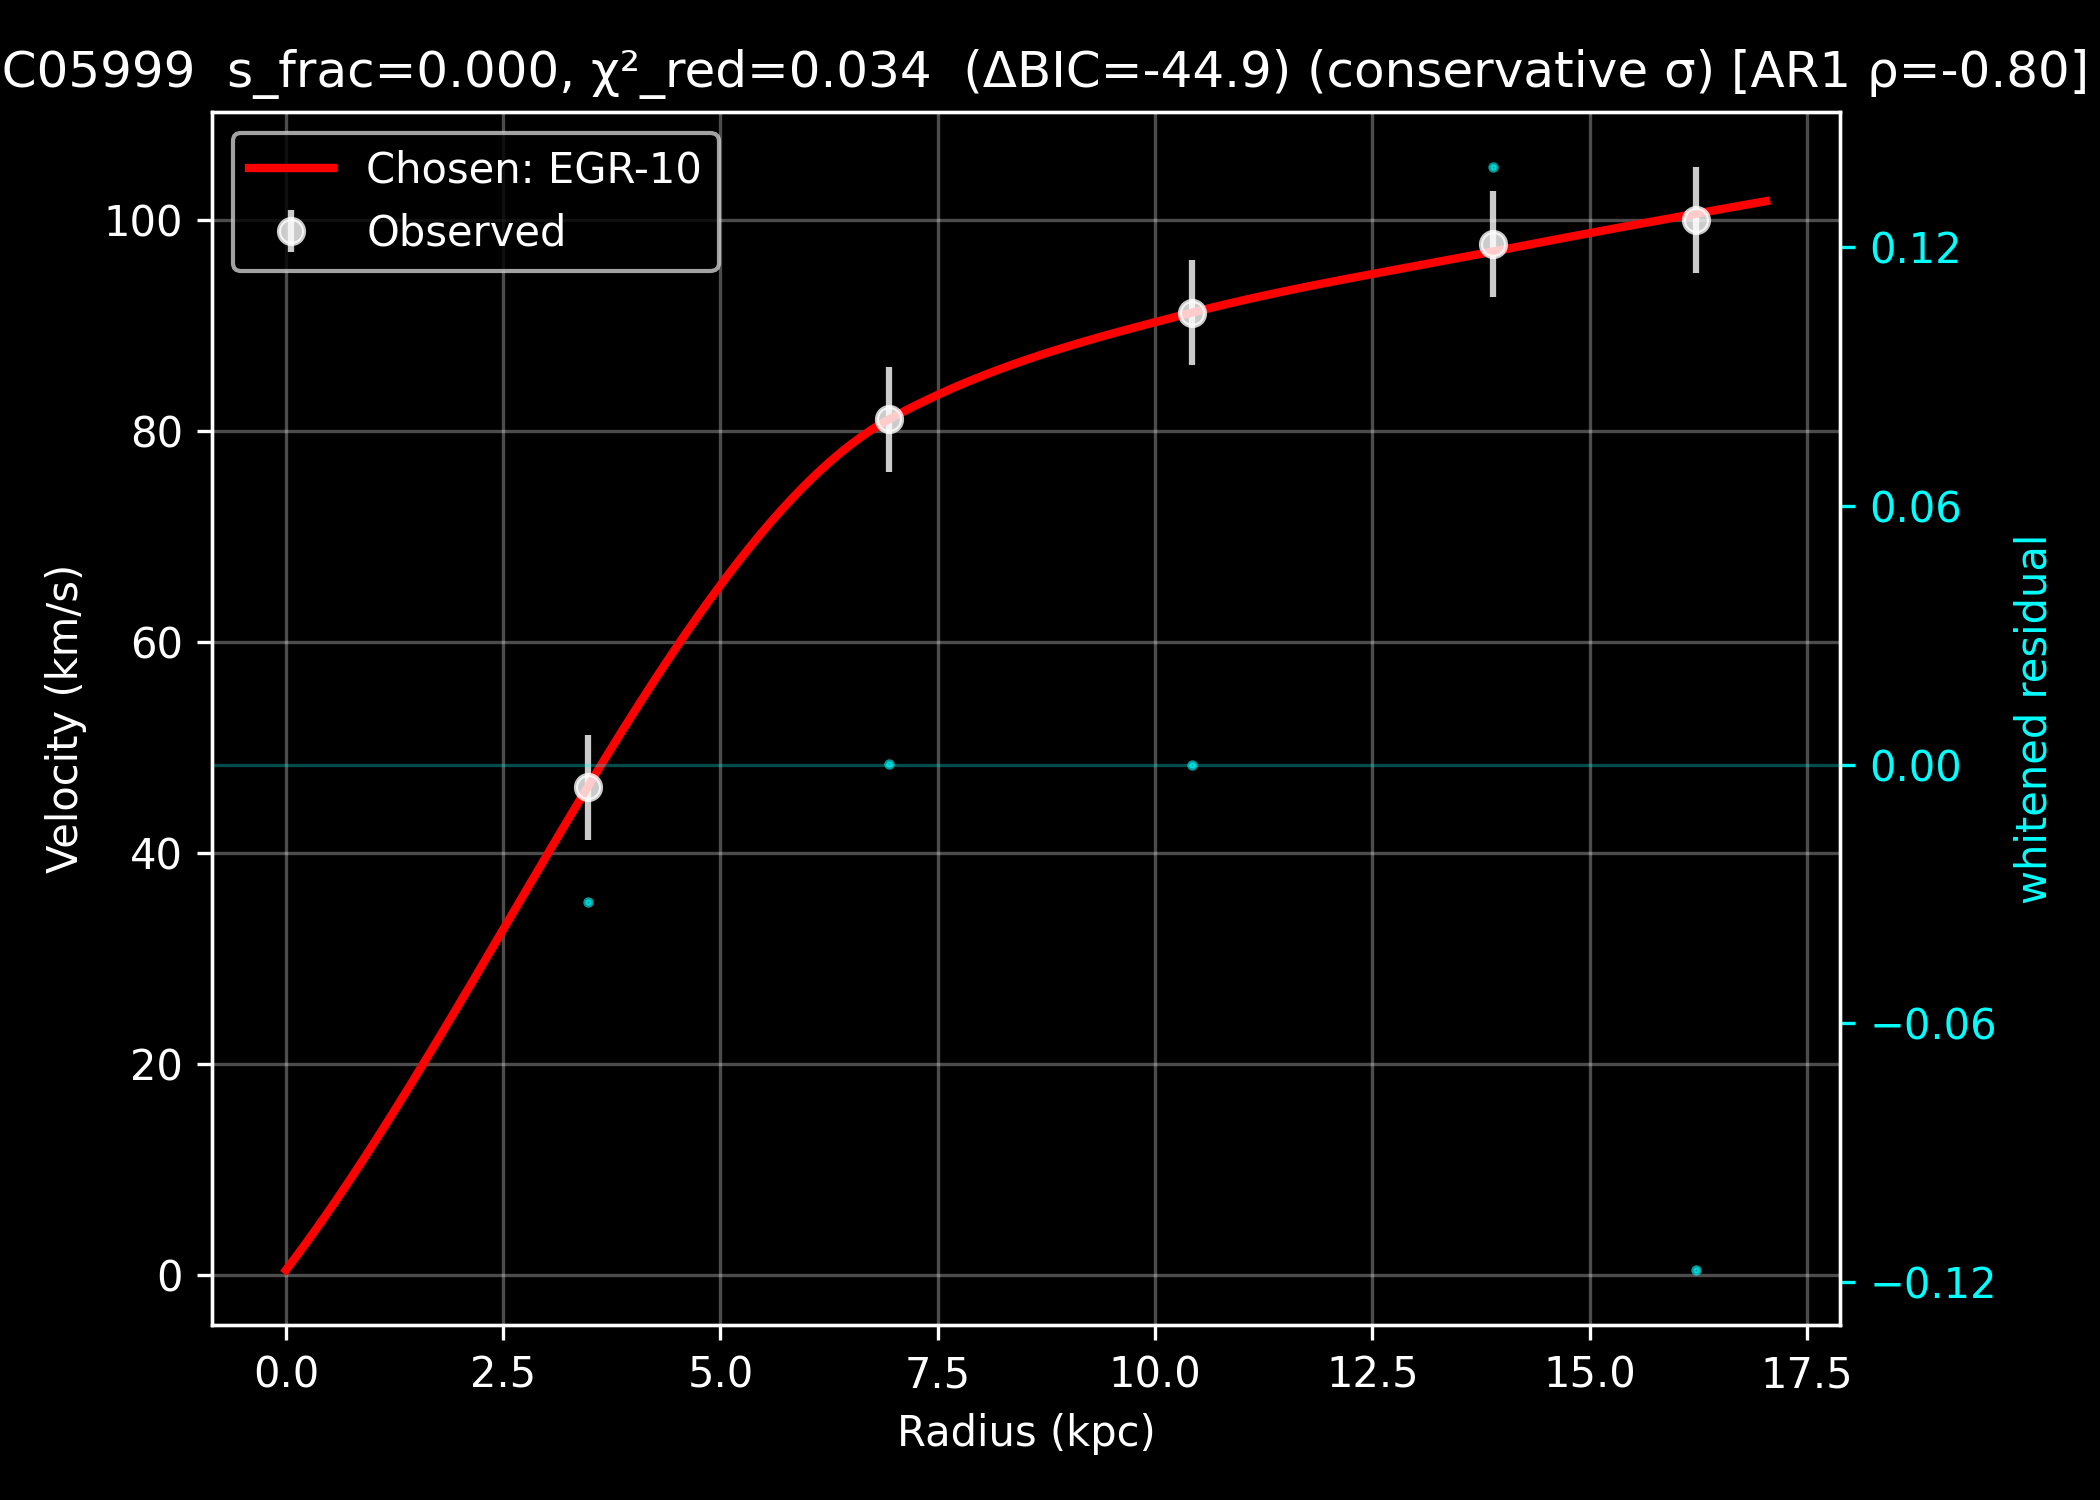 C05999  s_frac=0.000, χ²_red=0.034  (ΔBIC=-44.9) (conservative σ) [AR1 ρ=-0.80]
Chosen: EGR-10
Observed
Velocity (km/s)
100
80
60
40
20
0
0.12
0.06
0.00
−0.06
−0.12
whitened residual
0.0 2.5 5.0 7.5 10.0 12.5 15.0 17.5
Radius (kpc)